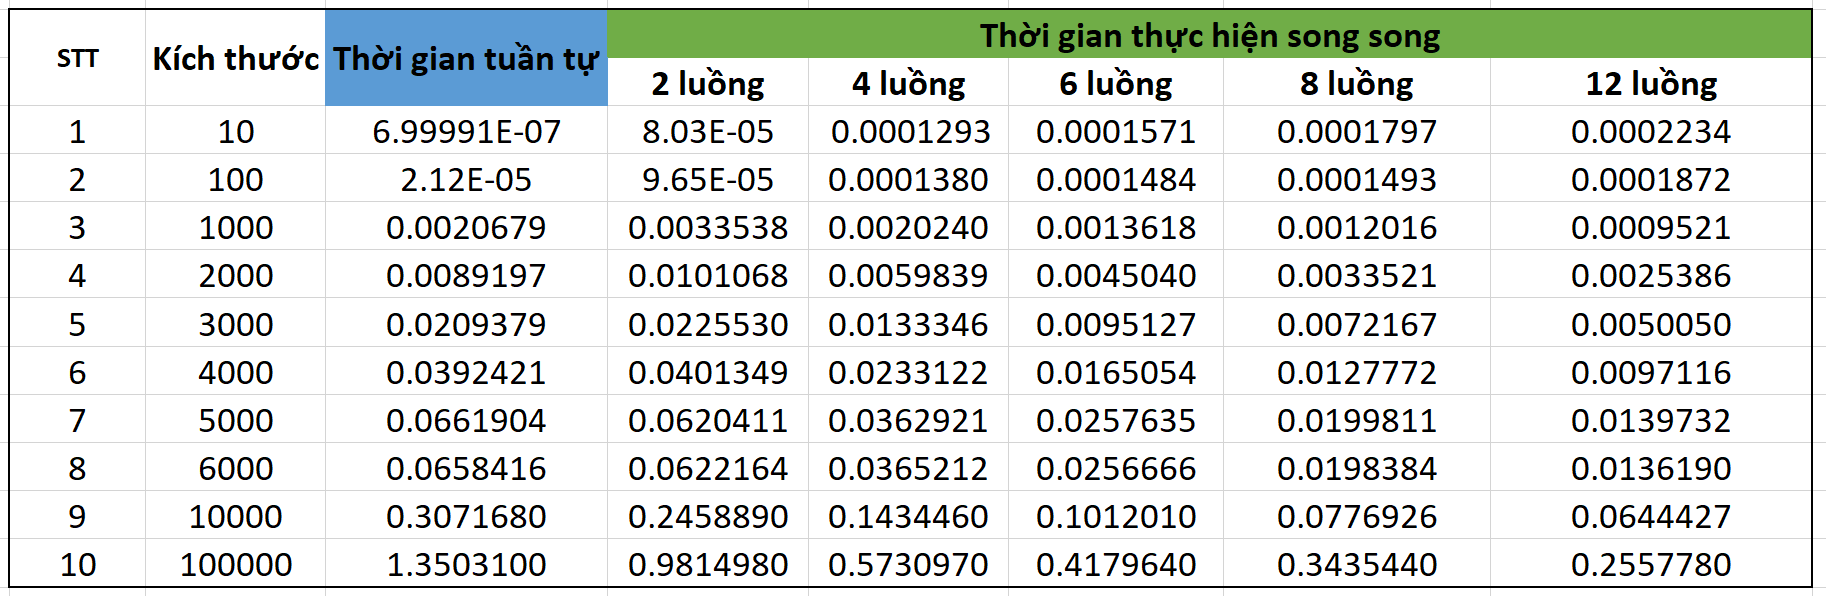 STT Kích thước Thời gian tuần tự Thời gian thực hiện song song
2 luồng 4 luồng 6 luồng 8 luồng 12 luồng
1 10 6.99991E-07 8.03E-05 0.0001293 0.0001571 0.0001797 0.0002234
2 100 2.12E-05 9.65E-05 0.0001380 0.0001484 0.0001493 0.0001872
3 1000 0.0020679 0.0033538 0.0020240 0.0013618 0.0012016 0.0009521
4 2000 0.0089197 0.0101068 0.0059839 0.0045040 0.0033521 0.0025386
5 3000 0.0209379 0.0225530 0.0133346 0.0095127 0.0072167 0.0050050
6 4000 0.0392421 0.0401349 0.0233122 0.0165054 0.0127772 0.0097116
7 5000 0.0661904 0.0620411 0.0362921 0.0257635 0.0199811 0.0139732
8 6000 0.0658416 0.0622164 0.0365212 0.0256666 0.0198384 0.0136190
9 10000 0.3071680 0.2458890 0.1434460 0.1012010 0.0776926 0.0644427
10 100000 1.3503100 0.9814980 0.5730970 0.4179640 0.3435440 0.2557780